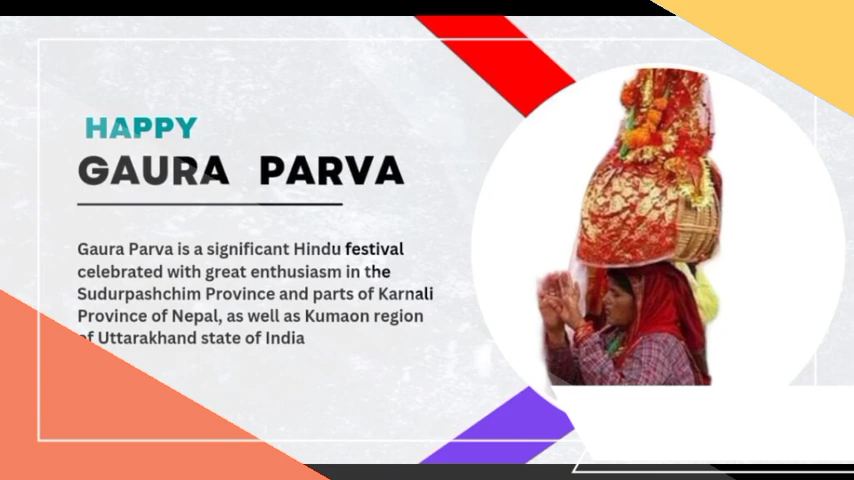 HAPPY
GAURA PARVA
Gaura Parva is a significant Hindu festival
celebrated with great enthusiasm in the
Sudurpashchim Province and parts of Karnali
Province of Nepal, as well as Kumaon region
of Uttarakhand state of India